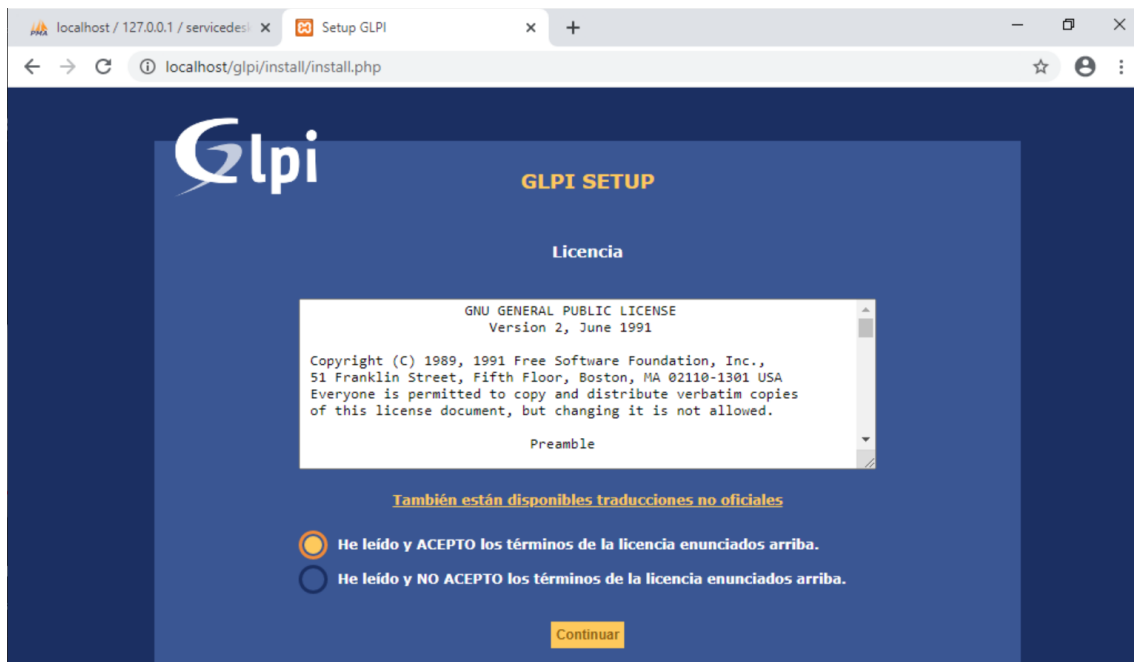 localhost / 127.0.0.1 / servicedes
Setup GLPI
localhost/glpi/install/install.php
Glpi
GLPI SETUP
Licencia
GNU GENERAL PUBLIC LICENSE
Version 2, June 1991
Copyright (C) 1989, 1991 Free Software Foundation, Inc.,
51 Franklin Street, Fifth Floor, Boston, MA 02110-1301 USA
Everyone is permitted to copy and distribute verbatim copies
of this license document, but changing it is not allowed.
Preamble
También están disponibles traducciones no oficiales
He leído y ACEPTO los términos de la licencia enunciados arriba.
He leído y NO ACEPTO los términos de la licencia enunciados arriba.
Continuar